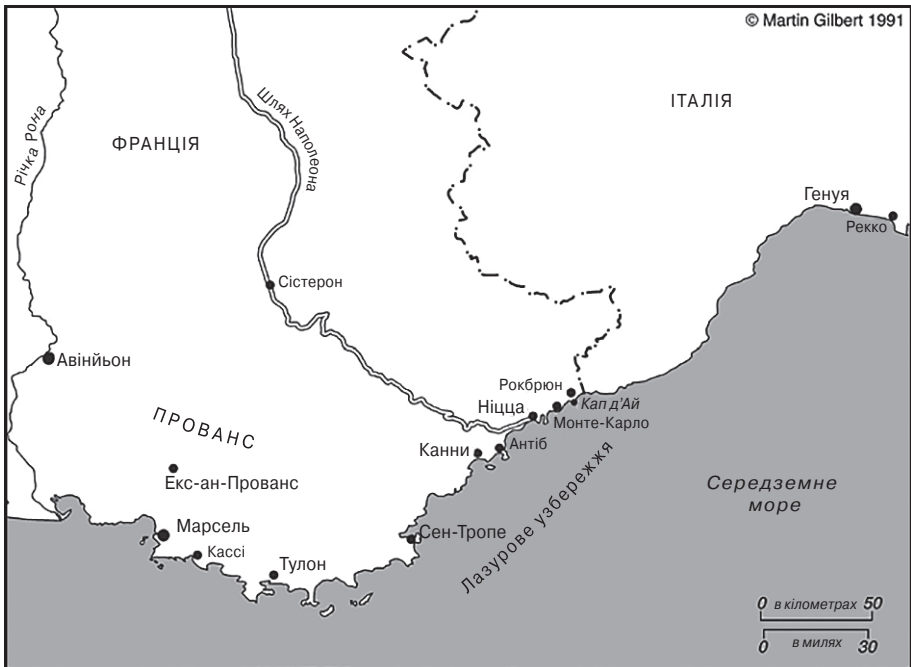 © Martin Gilbert 1991
ІТАЛІЯ
Річка Рона
ФРАНЦІЯ
Шлях Наполеона
Генуя
Рекко
Сістерон
Авінйьон
Рокбрюн
Кап д’Ай
Ніцца
Монте-Карло
ПРОВАНС
Канни
Антіб
Екс-ан-Прованс
Лазурове узбережжя
Середземне
море
Марсель
Сен-Тропе
Кассі
Тулон
0 в кілометрах 50
0 в милях 30